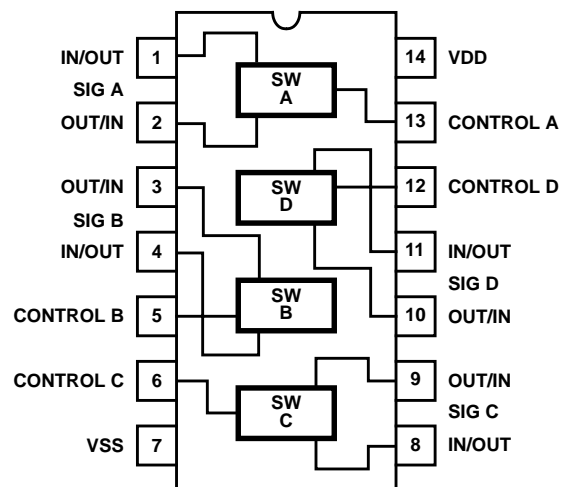 IN/OUT 1 14 VDD
SIG A SW A
OUT/IN 2 13 CONTROL A
OUT/IN 3 SW D 12 CONTROL D
SIG B
IN/OUT 4 11 IN/OUT
SIG D
CONTROL B 5 SW B 10 OUT/IN
CONTROL C 6 9 OUT/IN
SW C SIG C
VSS 7 8 IN/OUT